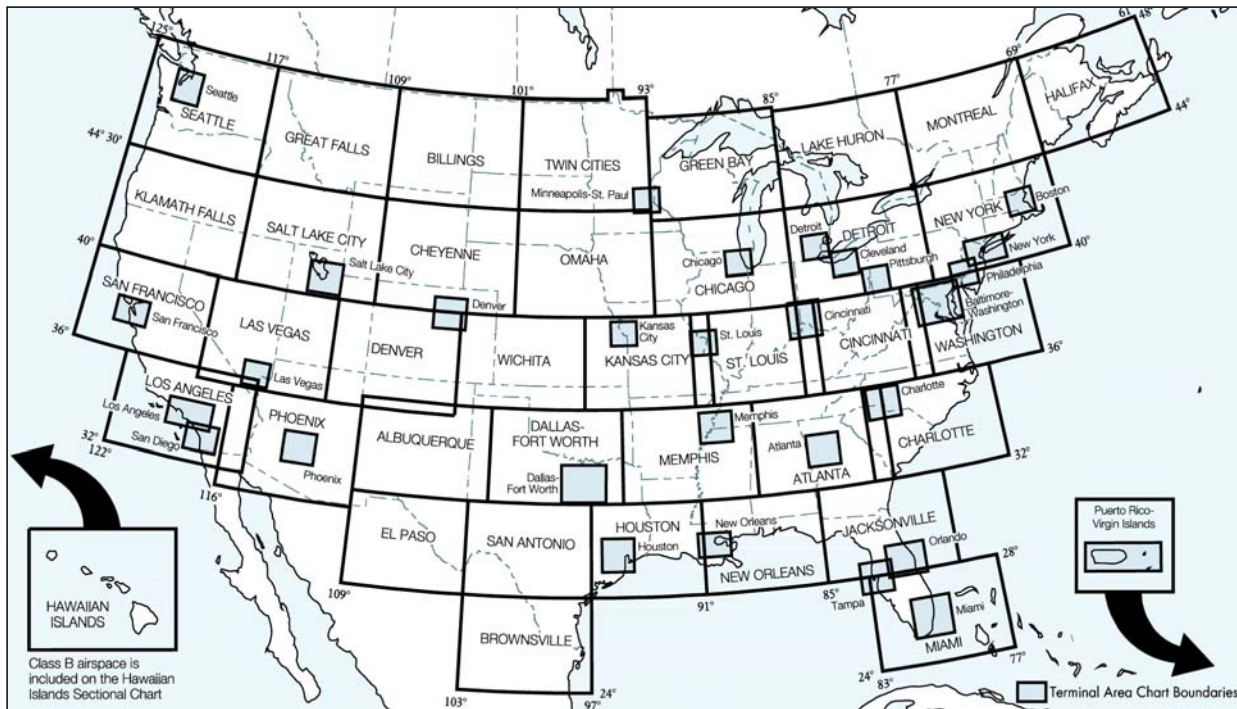 125°
117°
109°
101°
93°
85°
77°
69°
61°
48°
44°
44° 30'
Seattle
SEATTLE
GREAT FALLS
BILLINGS
TWIN CITIES
Minneapolis-St. Paul
GREEN BAY
LAKE HURON
MONTREAL
HALIFAX
KLAMATH FALLS
SALT LAKE CITY
Salt Lake City
CHEYENNE
Denver
OMAHA
Chicago
CHICAGO
Detroit
DETROIT
Cleveland
Pittsburgh
NEW YORK
Boston
New York
Philadelphia
Baltimore-
Washington
40°
40°
SAN FRANCISCO
San Francisco
LAS VEGAS
Las Vegas
DENVER
WICHITA
Kansas
City
KANSAS CITY
St. Louis
ST. LOUIS
Cincinnati
CINCINNATI
WASHINGTON
36°
36°
LOS ANGELES
Los Angeles
San Diego
PHOENIX
Phoenix
ALBUQUERQUE
DALLAS-
FORT WORTH
Dallas-
Fort Worth
Memphis
MEMPHIS
Atlanta
ATLANTA
Charlotte
CHARLOTTE
32°
122°
32°
116°
EL PASO
SAN ANTONIO
HOUSTON
Houston
New Orleans
NEW ORLEANS
JACKSONVILLE
Orlando
28°
109°
91°
85°
Tampa
Miami
MIAMI
BROWNSVILLE
103°
97°
24°
24°
83°
77°
HAWAIIAN
ISLANDS
Class B airspace is
included on the Hawaiian
Islands Sectional Chart
Puerto Rico-
Virgin Islands
Terminal Area Chart Boundaries